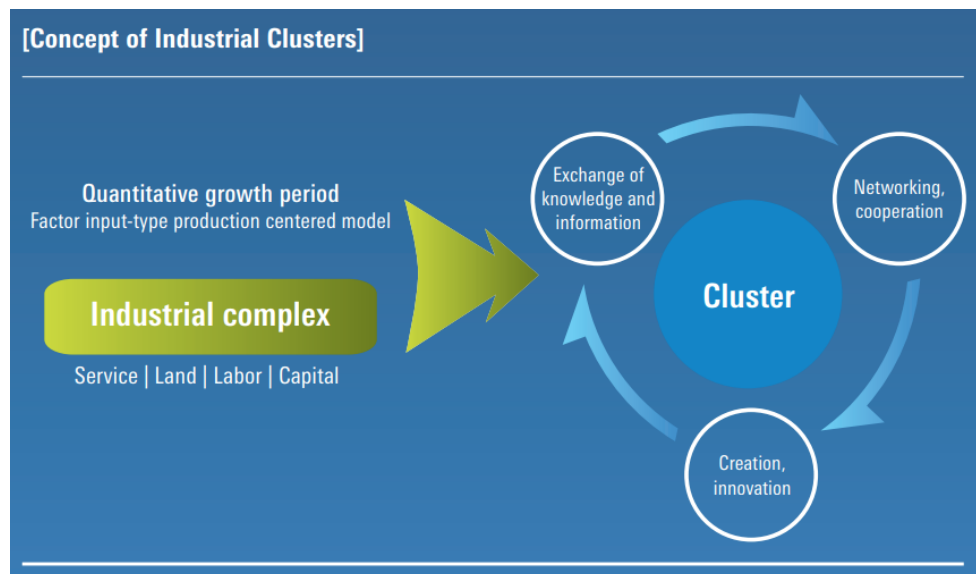 [Concept of Industrial Clusters]
Quantitative growth period
Factor input-type production centered model
Industrial complex
Service | Land | Labor | Capital
Exchange of
knowledge and
information
Networking,
cooperation
Cluster
Creation,
innovation